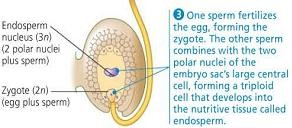 Endosperm
nucleus (3n)
(2 polar nuclei
plus sperm)
Zygote (2n)
(egg plus sperm)
3 One sperm fertilizes
the egg, forming the
zygote. The other sperm
combines with the two
polar nuclei of the
embryo sac's large central
cell, forming a triploid
cell that develops into
the nutritive tissue called
endosperm.